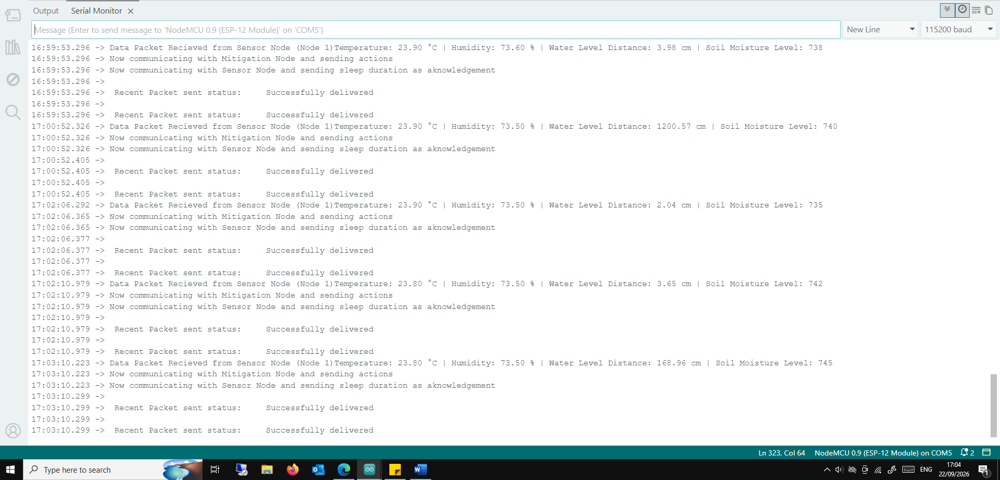 Output Serial Monitor
Message (Enter to send message to 'NodeMCU 0.9 (ESP-12 Module)' on 'COM5') New Line 115200 baud
16:59:53.296 -> Data Packet Recieved from Sensor Node (Node 1)Temperature: 23.90 °C | Humidity: 73.60 % | Water Level Distance: 3.98 cm | Soil Moisture Level: 738
16:59:53.296 -> Now communicating with Mitigation Node and sending actions
16:59:53.296 -> Now communicating with Sensor Node and sending sleep duration as aknowledgement
16:59:53.296 ->
16:59:53.296 -> Recent Packet sent status: Successfully delivered
16:59:53.296 ->
16:59:53.296 -> Recent Packet sent status: Successfully delivered
17:00:52.326 -> Data Packet Recieved from Sensor Node (Node 1)Temperature: 23.90 °C | Humidity: 73.50 % | Water Level Distance: 1200.57 cm | Soil Moisture Level: 740
17:00:52.326 -> Now communicating with Mitigation Node and sending actions
17:00:52.326 -> Now communicating with Sensor Node and sending sleep duration as aknowledgement
17:00:52.405 ->
17:00:52.405 -> Recent Packet sent status: Successfully delivered
17:00:52.405 ->
17:00:52.405 -> Recent Packet sent status: Successfully delivered
17:02:06.292 -> Data Packet Recieved from Sensor Node (Node 1)Temperature: 23.90 °C | Humidity: 73.50 % | Water Level Distance: 2.04 cm | Soil Moisture Level: 735
17:02:06.365 -> Now communicating with Mitigation Node and sending actions
17:02:06.365 -> Now communicating with Sensor Node and sending sleep duration as aknowledgement
17:02:06.377 ->
17:02:06.377 -> Recent Packet sent status: Successfully delivered
17:02:06.377 ->
17:02:06.377 -> Recent Packet sent status: Successfully delivered
17:02:10.979 -> Data Packet Recieved from Sensor Node (Node 1)Temperature: 23.80 °C | Humidity: 73.50 % | Water Level Distance: 3.65 cm | Soil Moisture Level: 742
17:02:10.979 -> Now communicating with Mitigation Node and sending actions
17:02:10.979 -> Now communicating with Sensor Node and sending sleep duration as aknowledgement
17:02:10.979 ->
17:02:10.979 -> Recent Packet sent status: Successfully delivered
17:02:10.979 ->
17:02:10.979 -> Recent Packet sent status: Successfully delivered
17:03:10.223 -> Data Packet Recieved from Sensor Node (Node 1)Temperature: 23.80 °C | Humidity: 73.50 % | Water Level Distance: 168.96 cm | Soil Moisture Level: 745
17:03:10.223 -> Now communicating with Mitigation Node and sending actions
17:03:10.223 -> Now communicating with Sensor Node and sending sleep duration as aknowledgement
17:03:10.299 ->
17:03:10.299 -> Recent Packet sent status: Successfully delivered
17:03:10.299 ->
17:03:10.299 -> Recent Packet sent status: Successfully delivered
Ln 323, Col 64 NodeMCU 0.9 (ESP-12 Module) on COM5 2
Type here to search ENG 17:04 1
22/09/2026